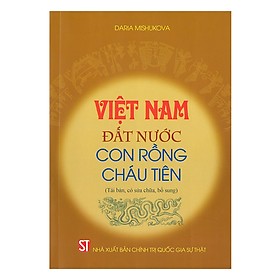 DARIA MISHUKOVA
VIỆT NAM
ĐẤT NƯỚC
CON RỒNG
CHÁU TIÊN
(Tái bản, có sửa chữa, bổ sung)
ST NHÀ XUẤT BẢN CHÍNH TRỊ QUỐC GIA SỰ THẬT